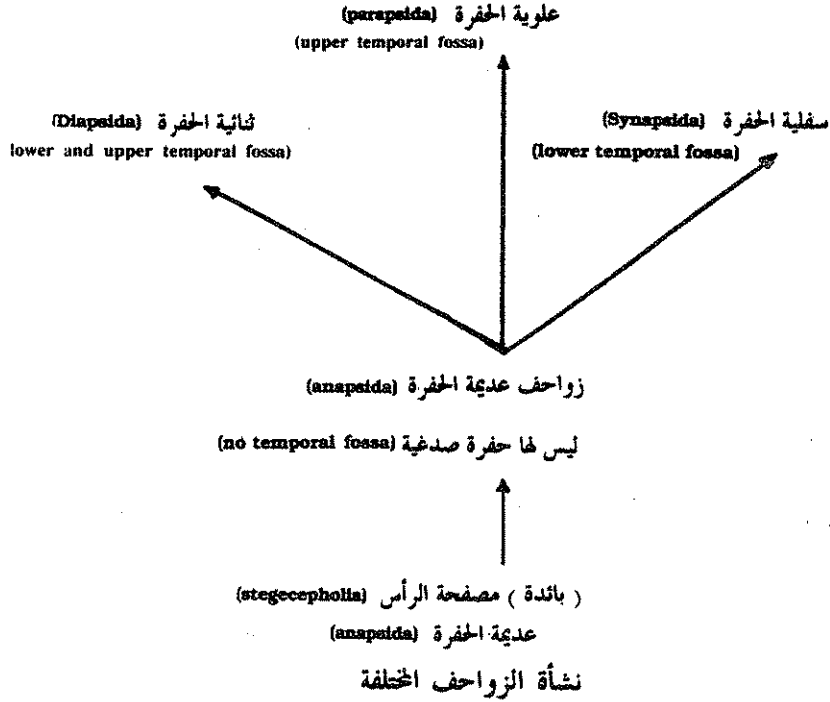 علوية الحفرة (parapsida)
(upper temporal fossa)
ثنائية الحفرة (Diapsida)
lower and upper temporal fossa)
سفلية الحفرة (Synapsida)
(lower temporal fossa)
زواحف عديمة الحفرة (anapsida)
ليس لها حفرة صدغية (no temporal fossa)
( بائدة ) مصفحة الرأس (stegecepholia)
عديمة الحفرة (anapsida)
نشأة الزواحف المختلفة